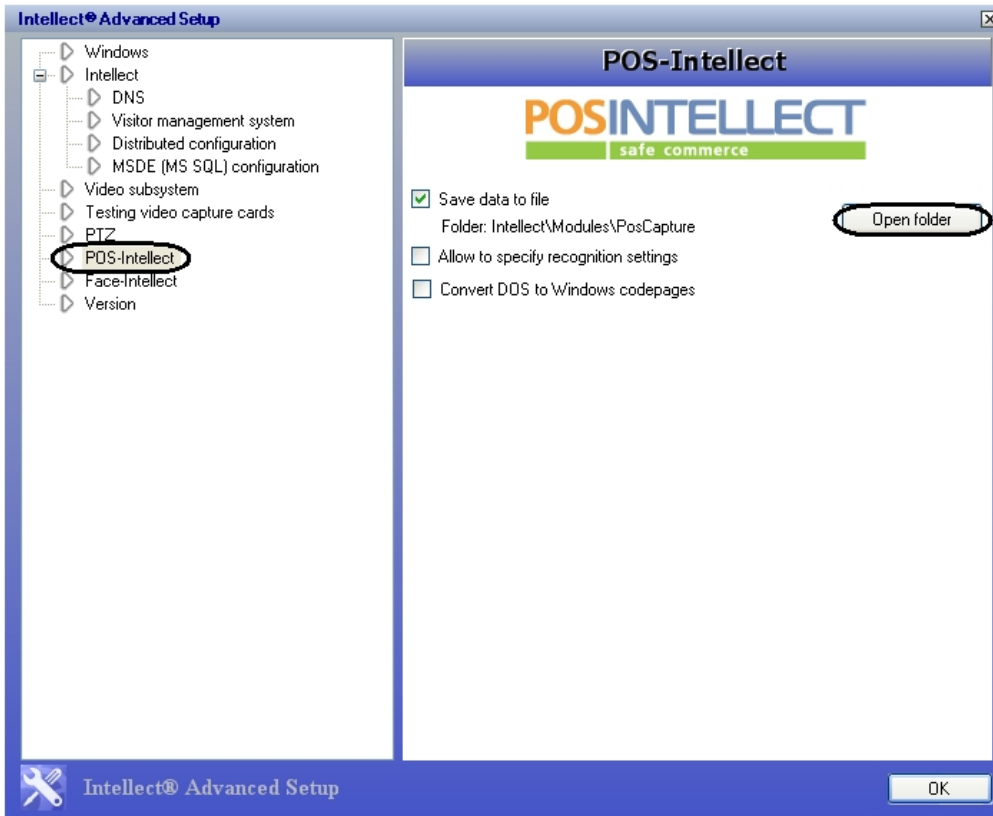 Intellect® Advanced Setup
Windows
Intellect
DNS
Visitor management system
Distributed configuration
MSDE (MS SQL) configuration
Video subsystem
Testing video capture cards
PTZ
POS-Intellect
Face-Intellect
Version
POS-Intellect
POSINTELLECT
safe commerce
Save data to file
Folder: Intellect\Modules\PosCapture
Open folder
Allow to specify recognition settings
Convert DOS to Windows codepages
Intellect® Advanced Setup
OK